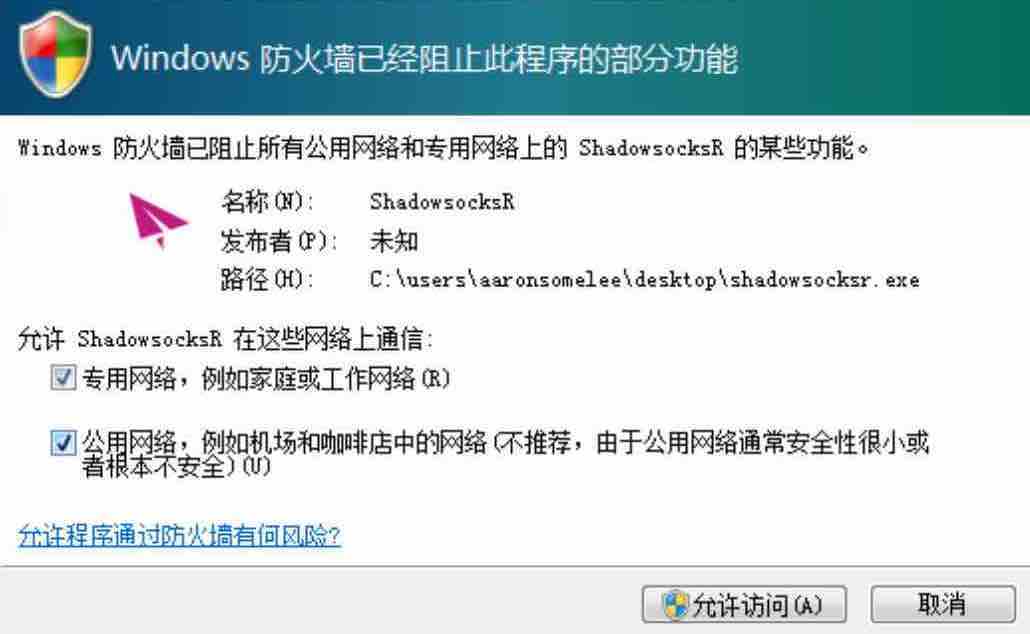 Windows 防火墙已经阻止此程序的部分功能
Windows 防火墙已阻止所有公用网络和专用网络上的 ShadowsocksR 的某些功能。
名称(N): ShadowsocksR
发布者(P): 未知
路径(H): C:\users\aaronsomelee\desktop\shadowsocksr.exe
允许 ShadowsocksR 在这些网络上通信:
专用网络，例如家庭或工作网络(R)
公用网络，例如机场和咖啡店中的网络(不推荐，由于公用网络通常安全性很小或
者根本不安全)(U)
允许程序通过防火墙有何风险?
允许访问(A) 取消